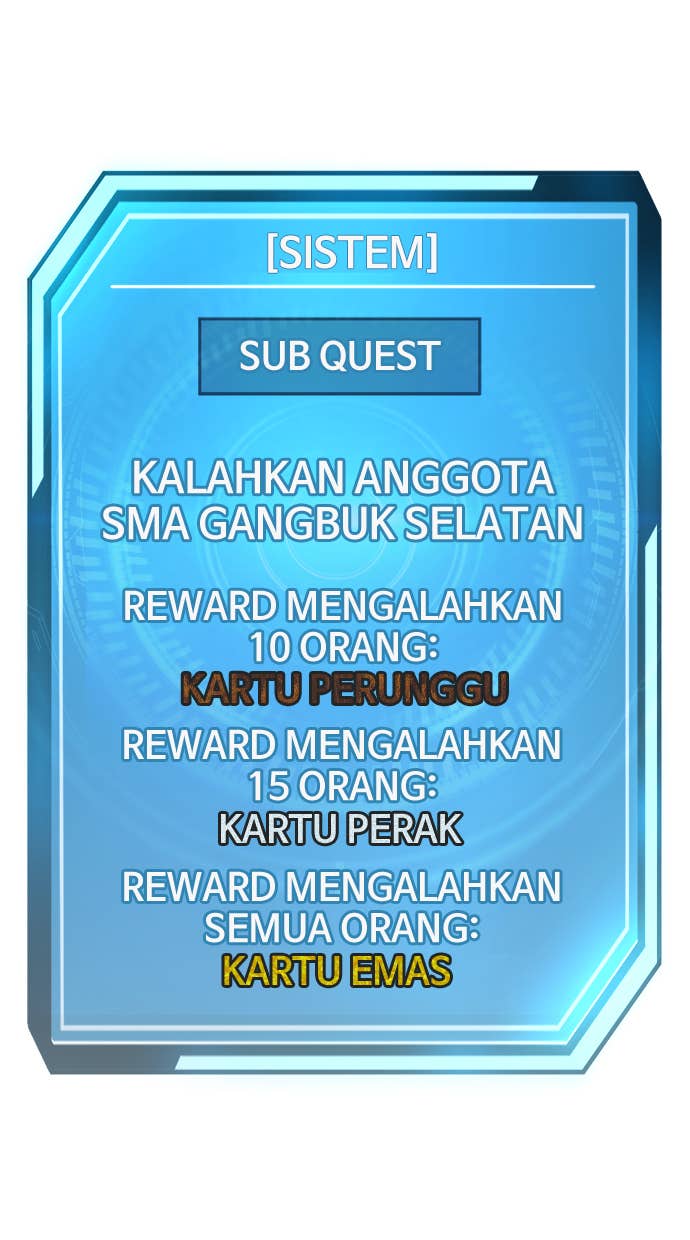 [SISTEM]
SUB QUEST
KALAHKAN ANGGOTA
SMA GANGBUK SELATAN
REWARD MENGALAHKAN
10 ORANG:
KARTU PERUNGGU
REWARD MENGALAHKAN
15 ORANG:
KARTU PERAK
REWARD MENGALAHKAN
SEMUA ORANG:
KARTU EMAS